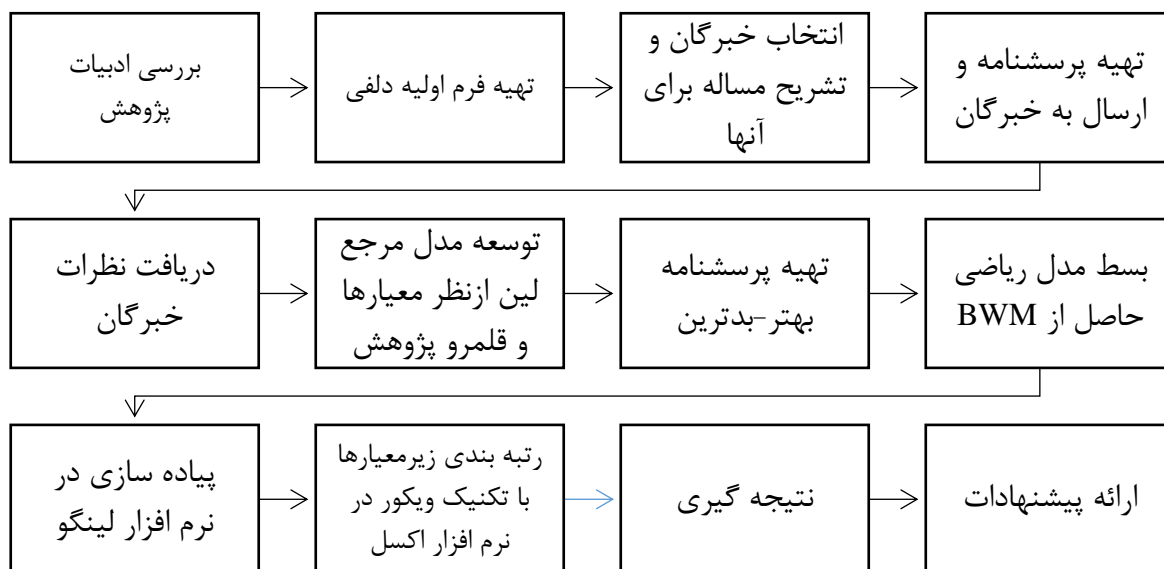 بررسی ادبیات
پژوهش
تهیه فرم اولیه دلفی
انتخاب خبرگان و
تشریح مساله برای
آنها
تهیه پرسشنامه و
ارسال به خبرگان
دریافت نظرات
خبرگان
توسعه مدل مرجع
لین ازنظر معیارها
و قلمرو پژوهش
تهیه پرسشنامه
بهتر-بدترین
بسط مدل ریاضی
حاصل از BWM
پیاده سازی در
نرم افزار لینگو
رتبه بندی زیرمعیارها
با تکنیک ویکور در
نرم افزار اکسل
نتیجه گیری
ارائه پیشنهادات